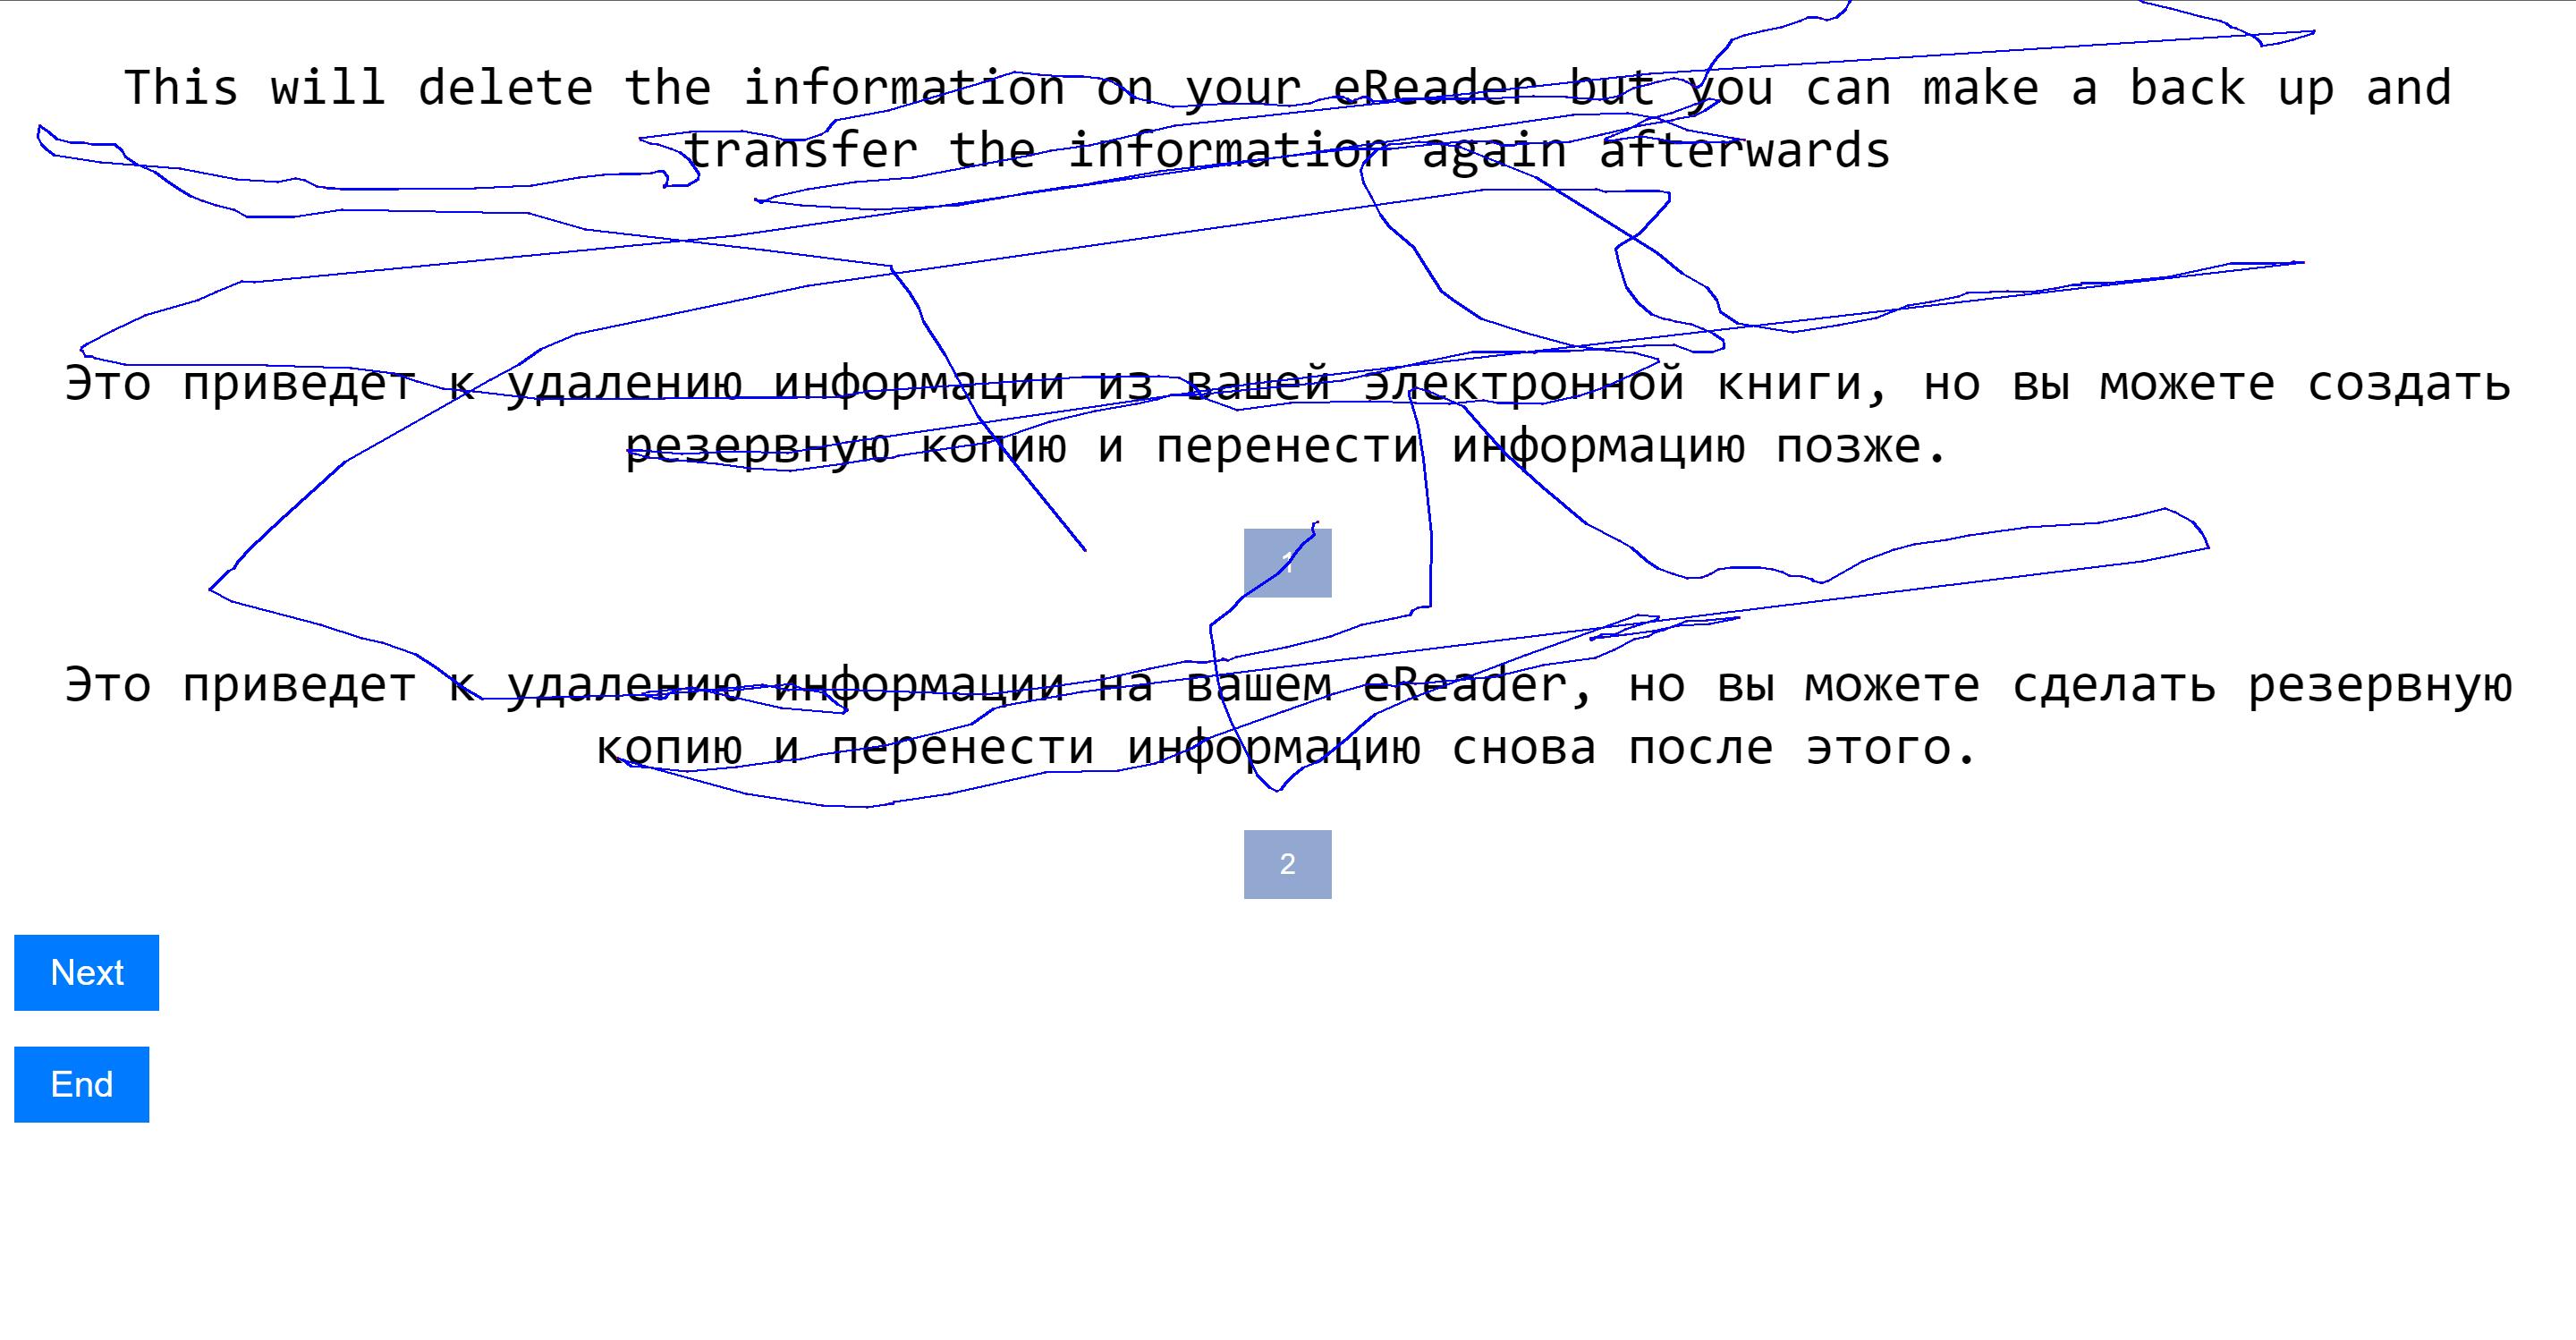 This will delete the information on your eReader but you can make a back up and
transfer the information again afterwards
Это приведет к удалению информации из вашей электронной книги, но вы можете создать
резервную копию и перенести информацию позже.
1
Это приведет к удалению информации на вашем eReader, но вы можете сделать резервную
копию и перенести информацию снова после этого.
2
Next
End